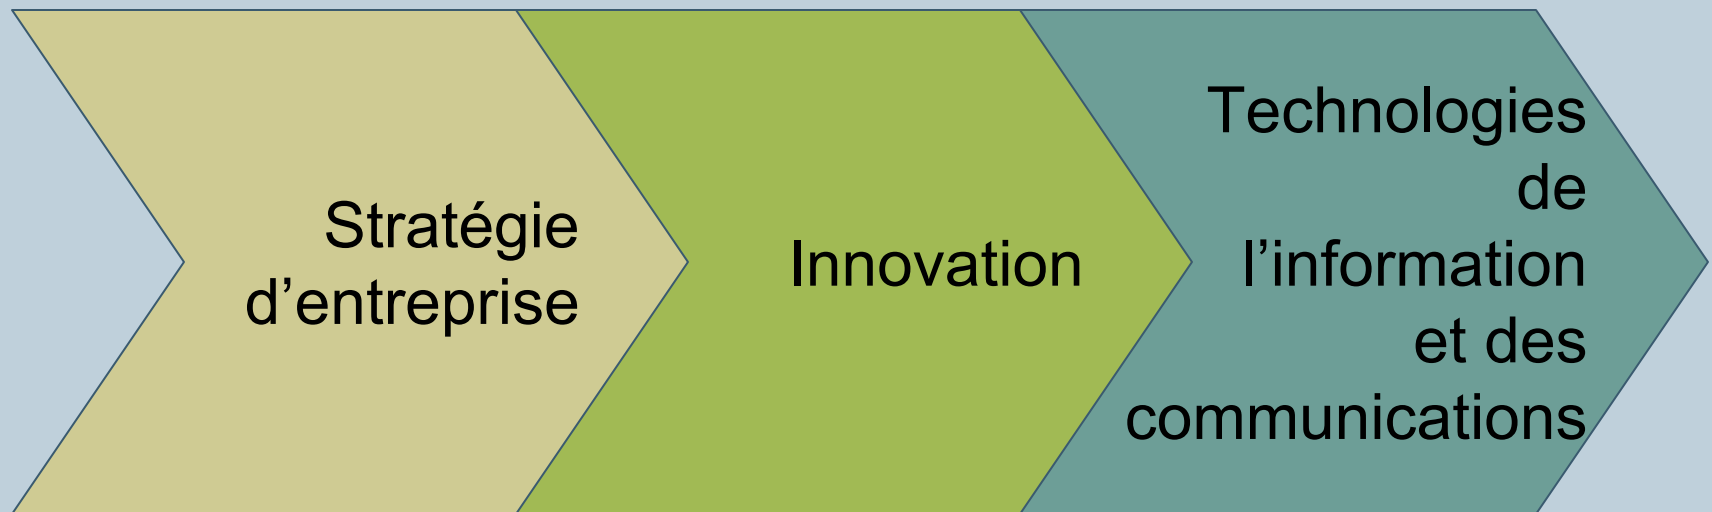 Stratégie
d’entreprise
Innovation
Technologies
de
l’information
et des
communications